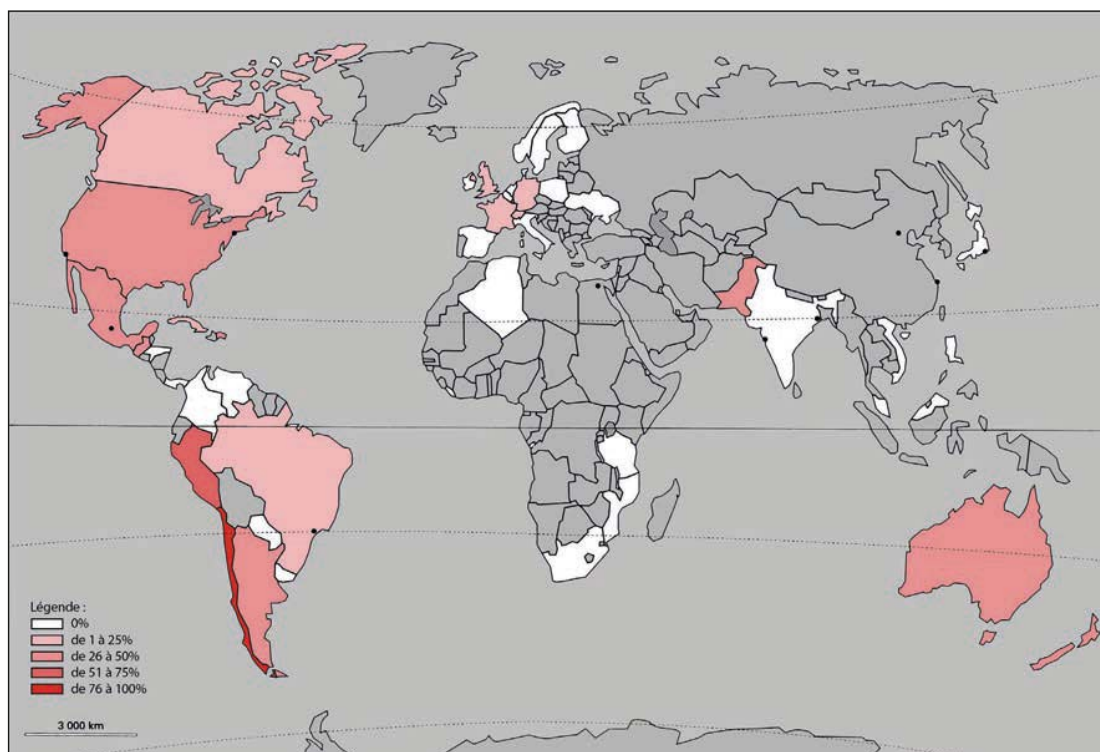 Légende :
0%
de 1 à 25%
de 26 à 50%
de 51 à 75%
de 76 à 100%
3 000 km